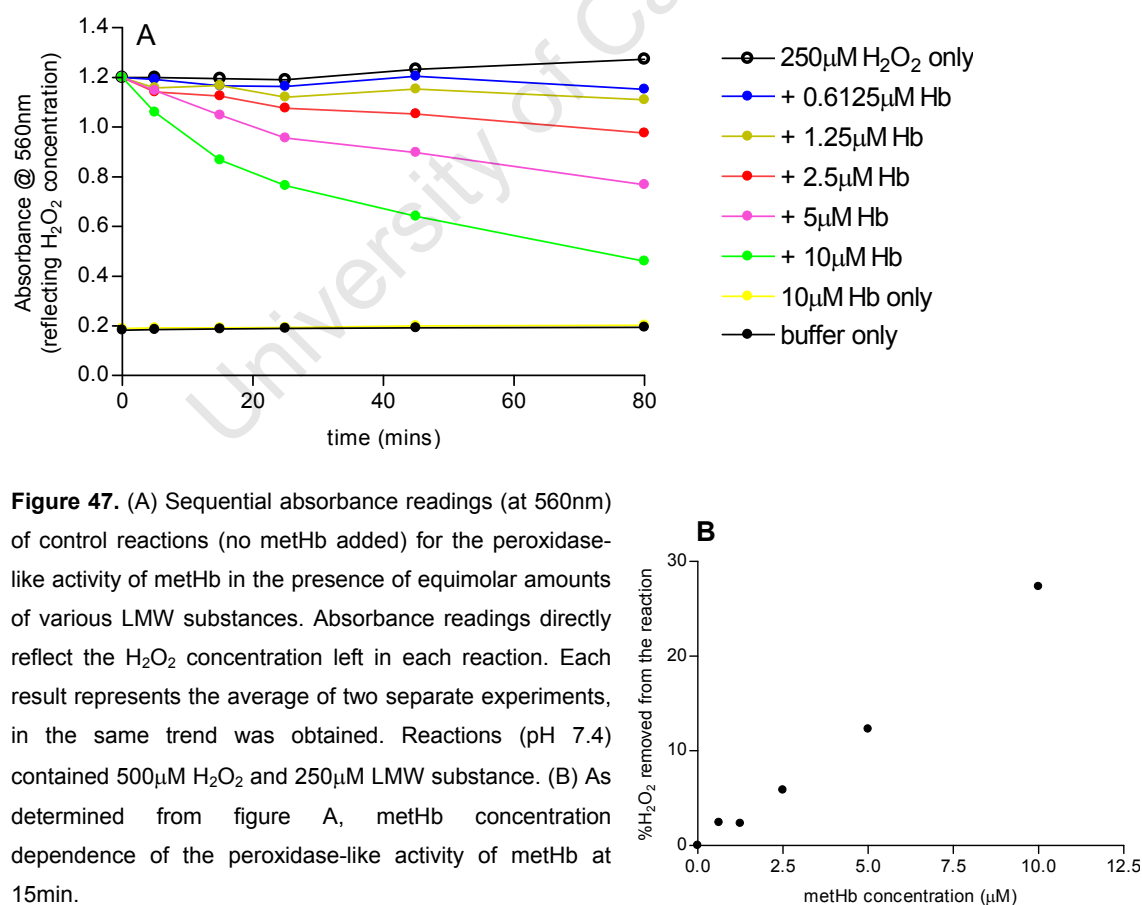 A
1.4
1.2
1.0
0.8
0.6
0.4
0.2
0.0
0
20
40
60
80
Absorbance @ 560nm
(reflecting H₂O₂ concentration)
time (mins)
University of Ca
250µM H₂O₂ only
+ 0.6125µM Hb
+ 1.25µM Hb
+ 2.5µM Hb
+ 5µM Hb
+ 10µM Hb
10µM Hb only
buffer only
Figure 47. (A) Sequential absorbance readings (at 560nm)
of control reactions (no metHb added) for the peroxidase-
like activity of metHb in the presence of equimolar amounts
of various LMW substances. Absorbance readings directly
reflect the H₂O₂ concentration left in each reaction. Each
result represents the average of two separate experiments,
in the same trend was obtained. Reactions (pH 7.4)
contained 500µM H₂O₂ and 250µM LMW substance. (B) As
determined from figure A, metHb concentration
dependence of the peroxidase-like activity of metHb at
15min.
B
30
20
10
0
0.0
2.5
5.0
7.5
10.0
12.5
%H₂O₂ removed from the reaction
metHb concentration (µM)